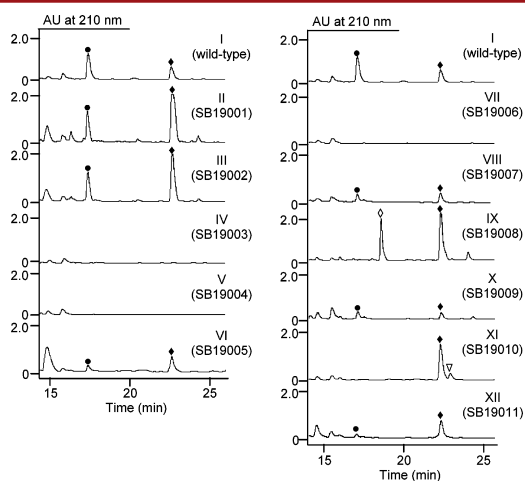 AU at 210 nm
2.0
0
I
(wild-type)
2.0
0
II
(SB19001)
2.0
0
III
(SB19002)
2.0
0
IV
(SB19003)
2.0
0
V
(SB19004)
2.0
0
VI
(SB19005)
15 20 25
Time (min)
AU at 210 nm
2.0
0
I
(wild-type)
2.0
0
VII
(SB19006)
2.0
0
VIII
(SB19007)
2.0
0
IX
(SB19008)
2.0
0
X
(SB19009)
2.0
0
XI
(SB19010)
2.0
0
XII
(SB19011)
15 20 25
Time (min)